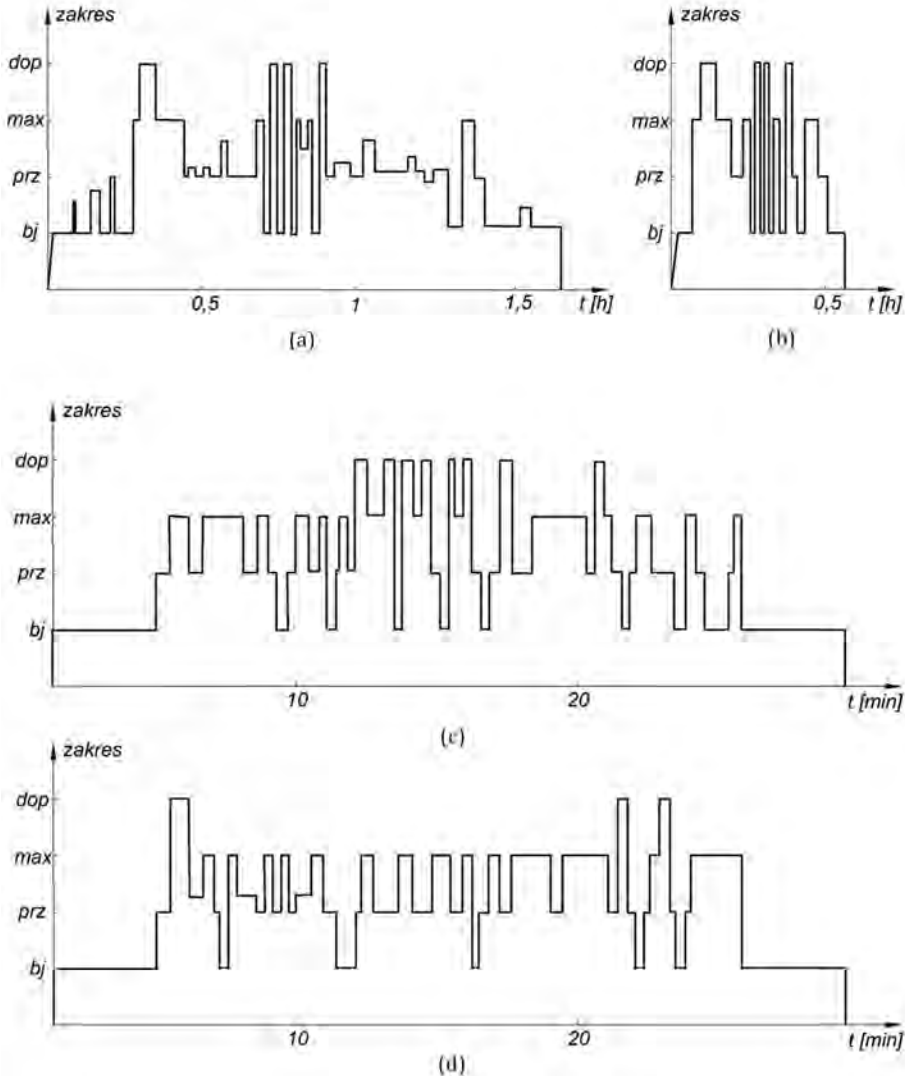 zakres
dop
max
prz
bj
0,5
1
1,5
t [h]
(a)
zakres
dop
max
prz
bj
0,5
t [h]
(b)
zakres
dop
max
prz
bj
10
20
t [min]
(c)
zakres
dop
max
prz
bj
10
20
t [min]
(d)